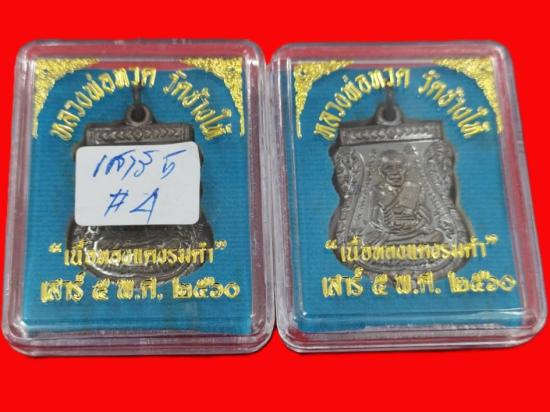 หลวงพ่อทวด วัดช้างให้
เสาร์ ๕
#4
"เนื้อทองแดงรมดำ"
เสาร์ ๕ พ.ศ. ๒๕๖๐
หลวงพ่อทวด วัดช้างให้
"เนื้อทองแดงรมดำ"
เสาร์ ๕ พ.ศ. ๒๕๖๐